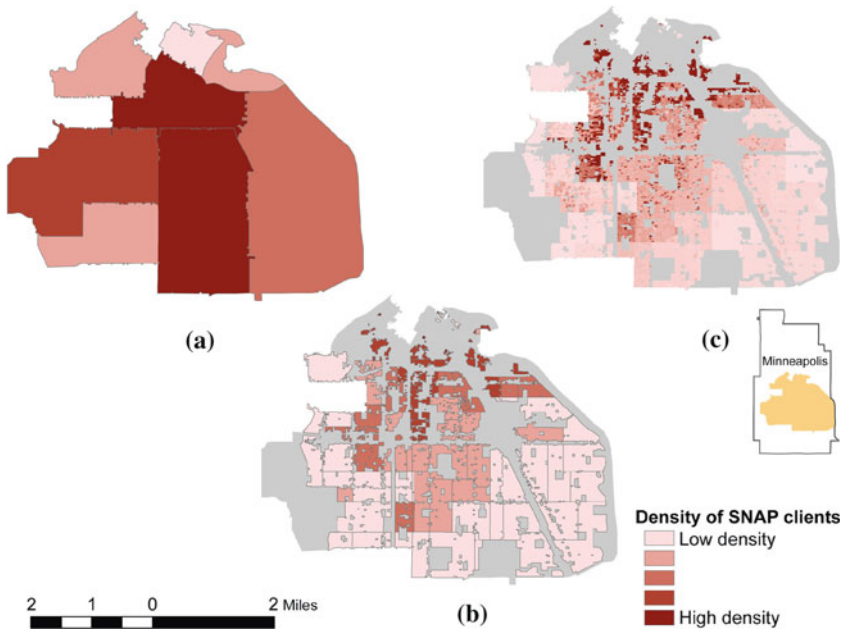 (a)
(c)
Minneapolis
(b)
Density of SNAP clients
Low density
High density
2 1 0 2 Miles